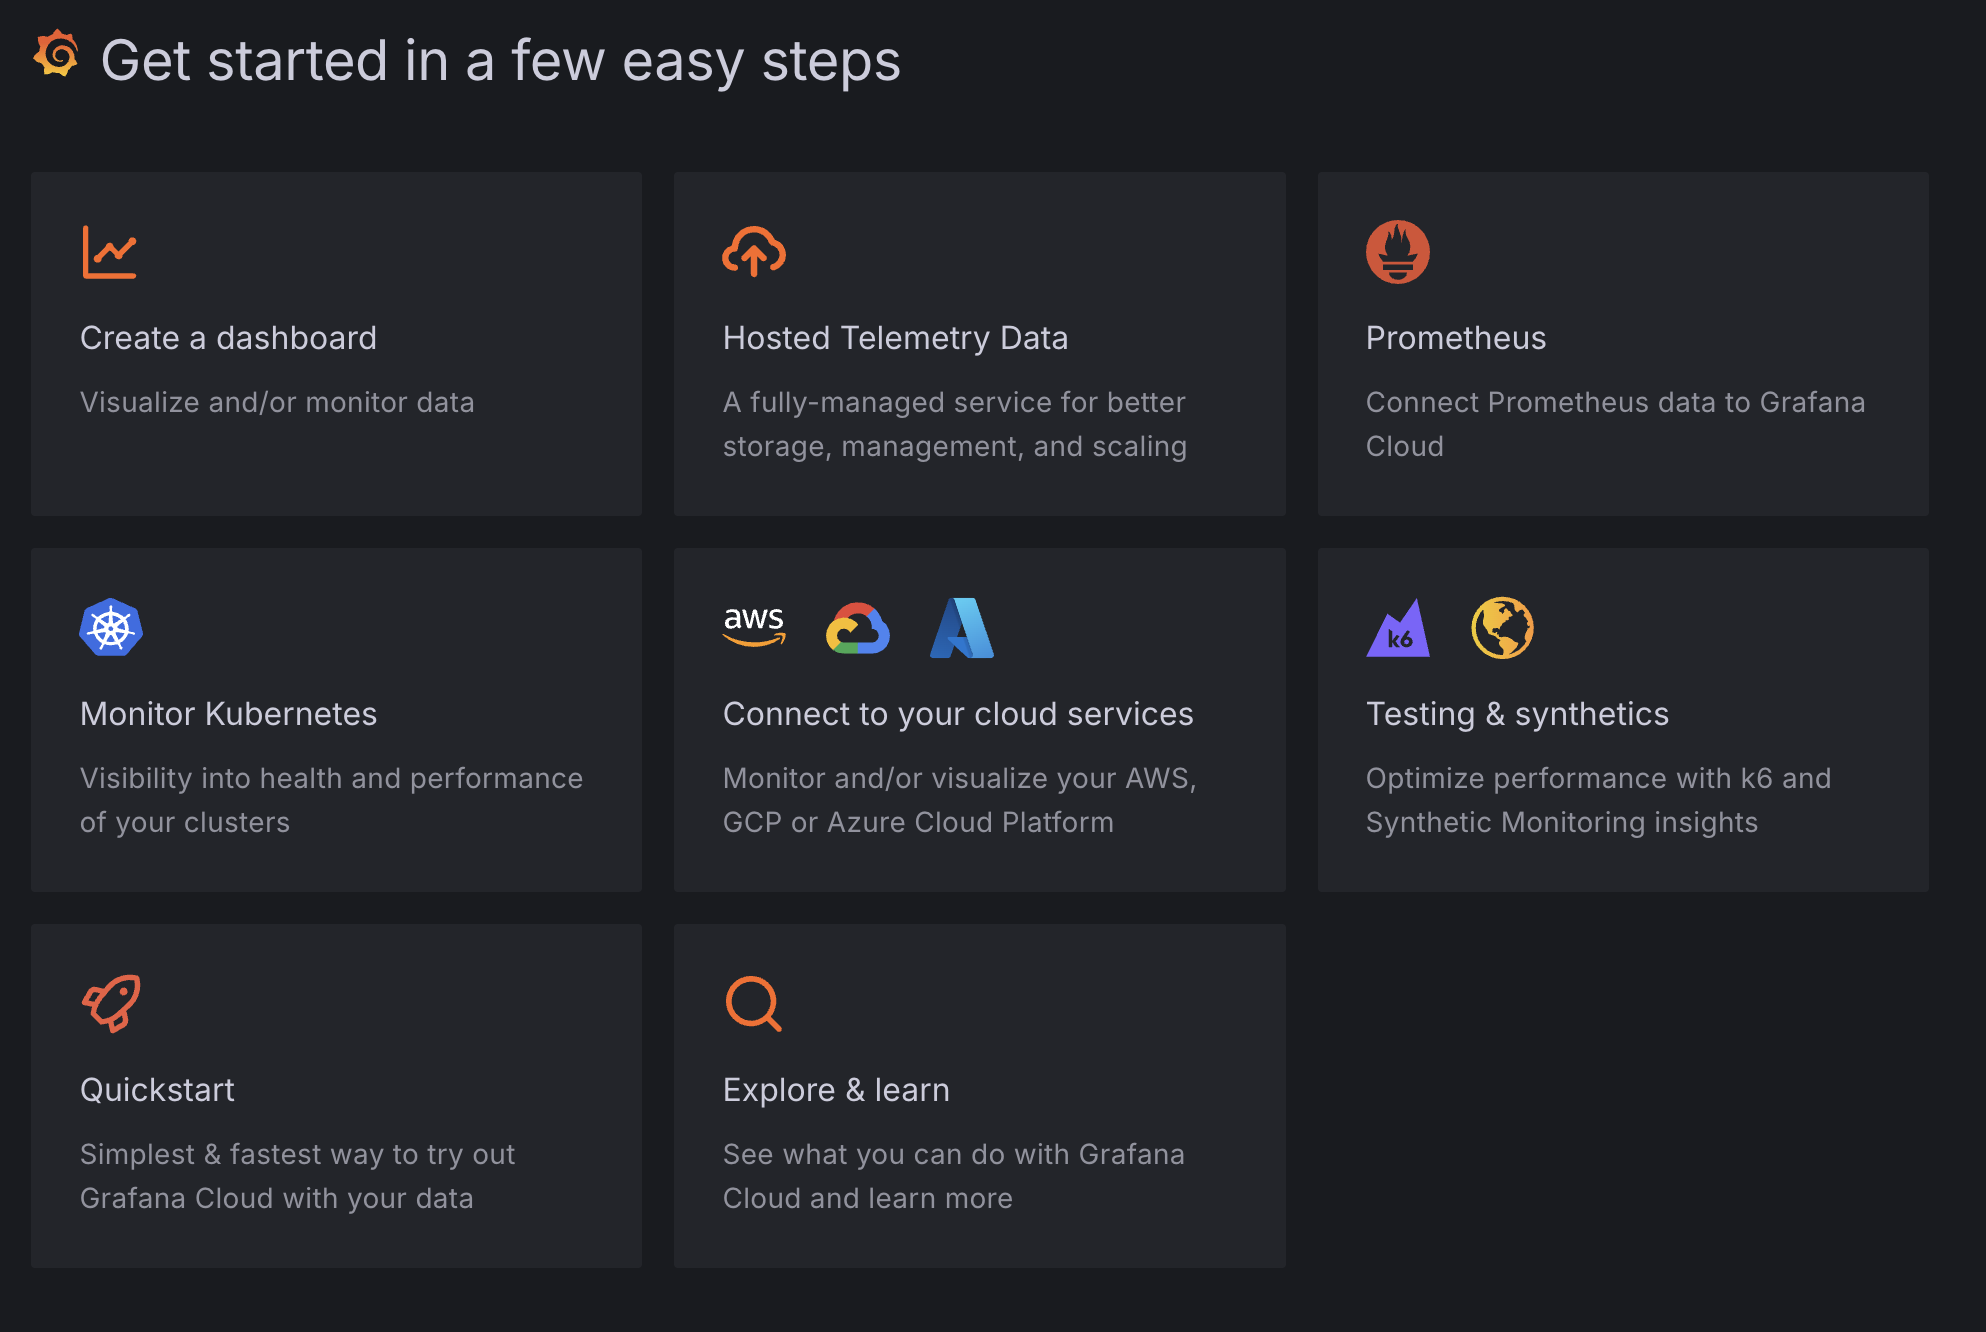 Get started in a few easy steps
Create a dashboard
Visualize and/or monitor data
Hosted Telemetry Data
A fully-managed service for better
storage, management, and scaling
Prometheus
Connect Prometheus data to Grafana
Cloud
Monitor Kubernetes
Visibility into health and performance
of your clusters
aws
Connect to your cloud services
Monitor and/or visualize your AWS,
GCP or Azure Cloud Platform
k6
Testing & synthetics
Optimize performance with k6 and
Synthetic Monitoring insights
Quickstart
Simplest & fastest way to try out
Grafana Cloud with your data
Explore & learn
See what you can do with Grafana
Cloud and learn more